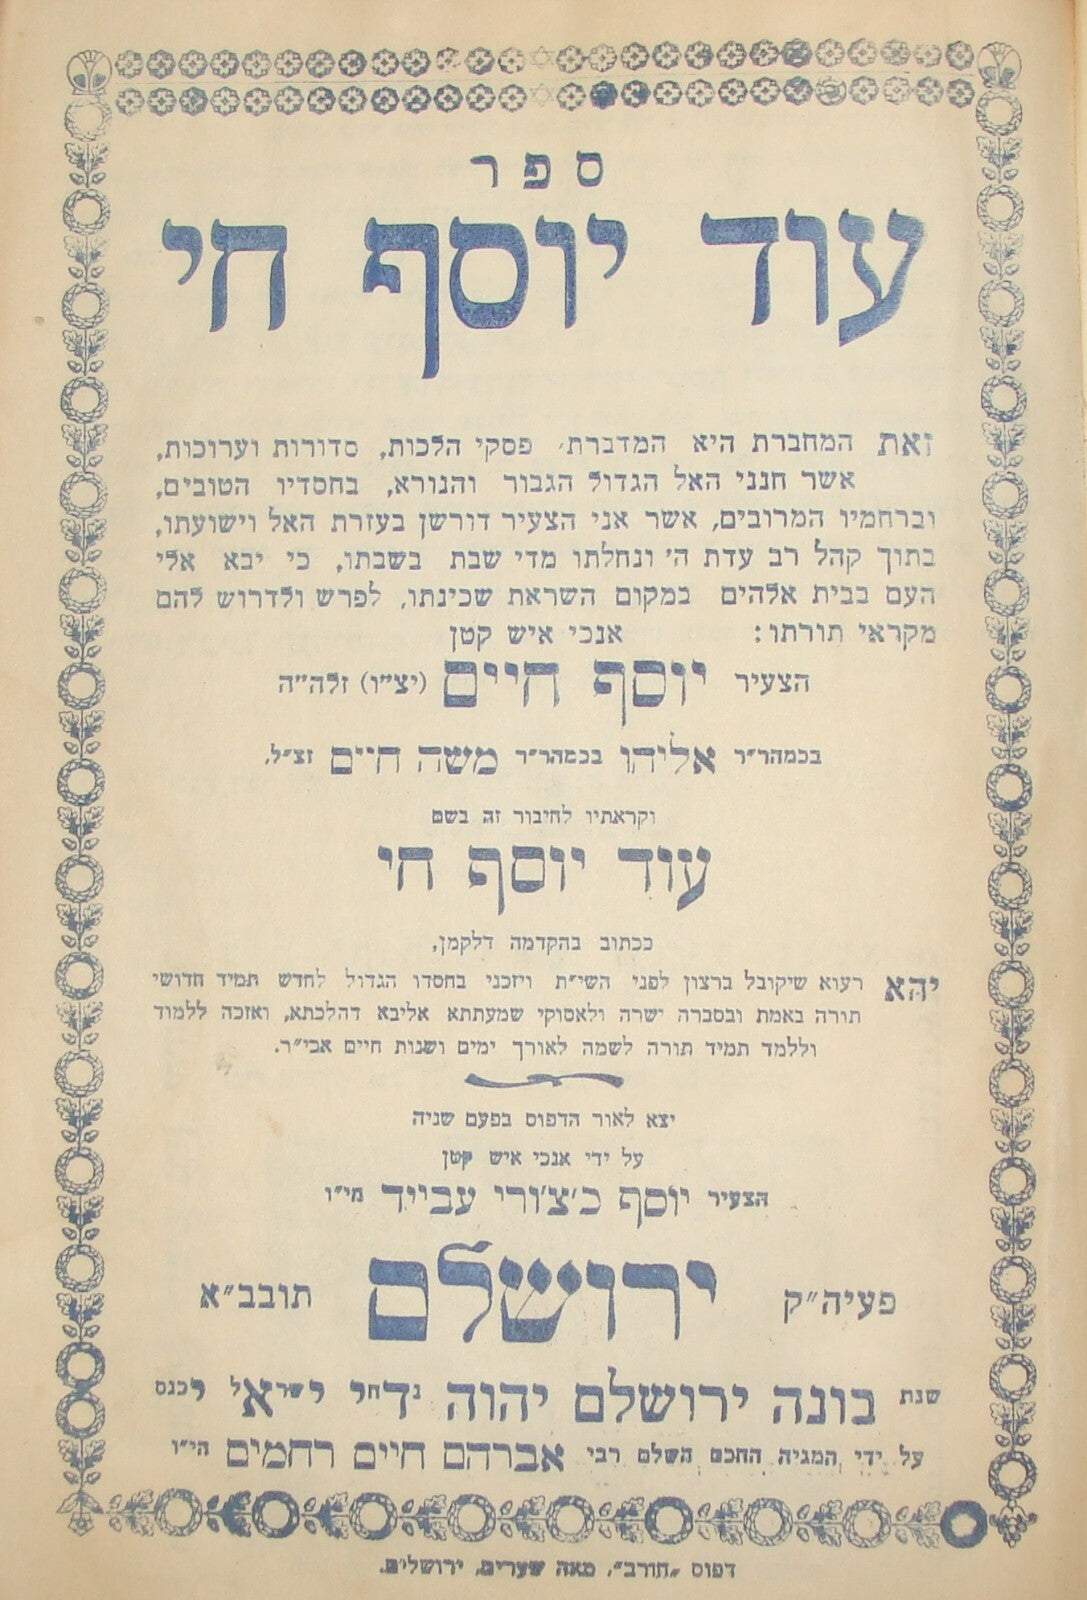 ספר
עוד יוסף חי
זאת המחברת היא המדברת׳ פסקי הלכות, סדורות וערוכות,
אשר חנני האל הגדול הגבור והנורא, בחסדיו הטובים,
וברחמיו המרובים, אשר אני הצעיר דורשן בעזרת האל וישועתו,
בתוך קהל רב עדת ה׳ ונחלתו מדי שבת בשבתו, כי יבא אלי
העם בבית אלהים במקום השראת שכינתו, לפרש ולדרוש להם
מקראי תורתו: אנכי איש קטן
הצעיר יוסף חיים (יצ״ו) זלה״ה
בכמהר״ר אליהו בכמהר״ר משה חיים זצ״ל.
וקראתיו לחיבור זה בשם
עוד יוסף חי
ככתוב בהקדמה דלקמן,
יהא רעוא שיקובל ברצון לפני השי״ת ויזכני בחסדו הגדול לחדש תמיד חדושי
תורה באמת ובסברה ישרה ולאסוקי שמעתתא אליבא דהלכתא, ואזכה ללמוד
וללמד תמיד תורה לשמה לאורך ימים ושנות חיים אכי״ר.
יצא לאור הדפוס בפעם שניה
על ידי אנכי איש קטן
הצעיר יוסף כ׳צ׳ורי עבייד הי״ו
פעיה״ק ירושלם תובב״א
שנת בונה ירושלם יהוה נדחי ישראל יכנס
על ידי המגיה החכם השלם רבי אברהם חיים רחמים הי״ו
דפוס „חורב״, מאה שערים, ירושלים.